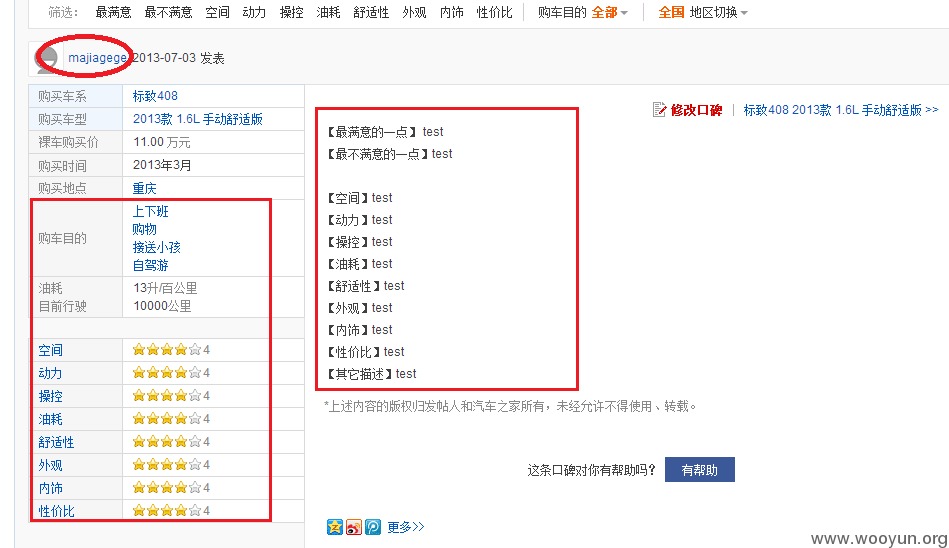 筛选： 最满意 最不满意 空间 动力 操控 油耗 舒适性 外观 内饰 性价比 购车目的 全部 全国 地区切换
majiagege 2013-07-03 发表
购买车系 标致408
购买车型 2013款 1.6L 手动舒适版
裸车购买价 11.00 万元
购买时间 2013年3月
购买地点 重庆
购车目的 上下班
购物
接送小孩
自驾游
油耗 13升/百公里
目前行驶 10000公里
空间 4
动力 4
操控 4
油耗 4
舒适性 4
外观 4
内饰 4
性价比 4
修改口碑 | 标致408 2013款 1.6L 手动舒适版 >>
【最满意的一点】test
【最不满意的一点】test
【空间】test
【动力】test
【操控】test
【油耗】test
【舒适性】test
【外观】test
【内饰】test
【性价比】test
【其它描述】test
*上述内容的版权归发帖人和汽车之家所有，未经允许不得使用、转载。
这条口碑对你有帮助吗？ 有帮助
更多>>
www.wooyun.org